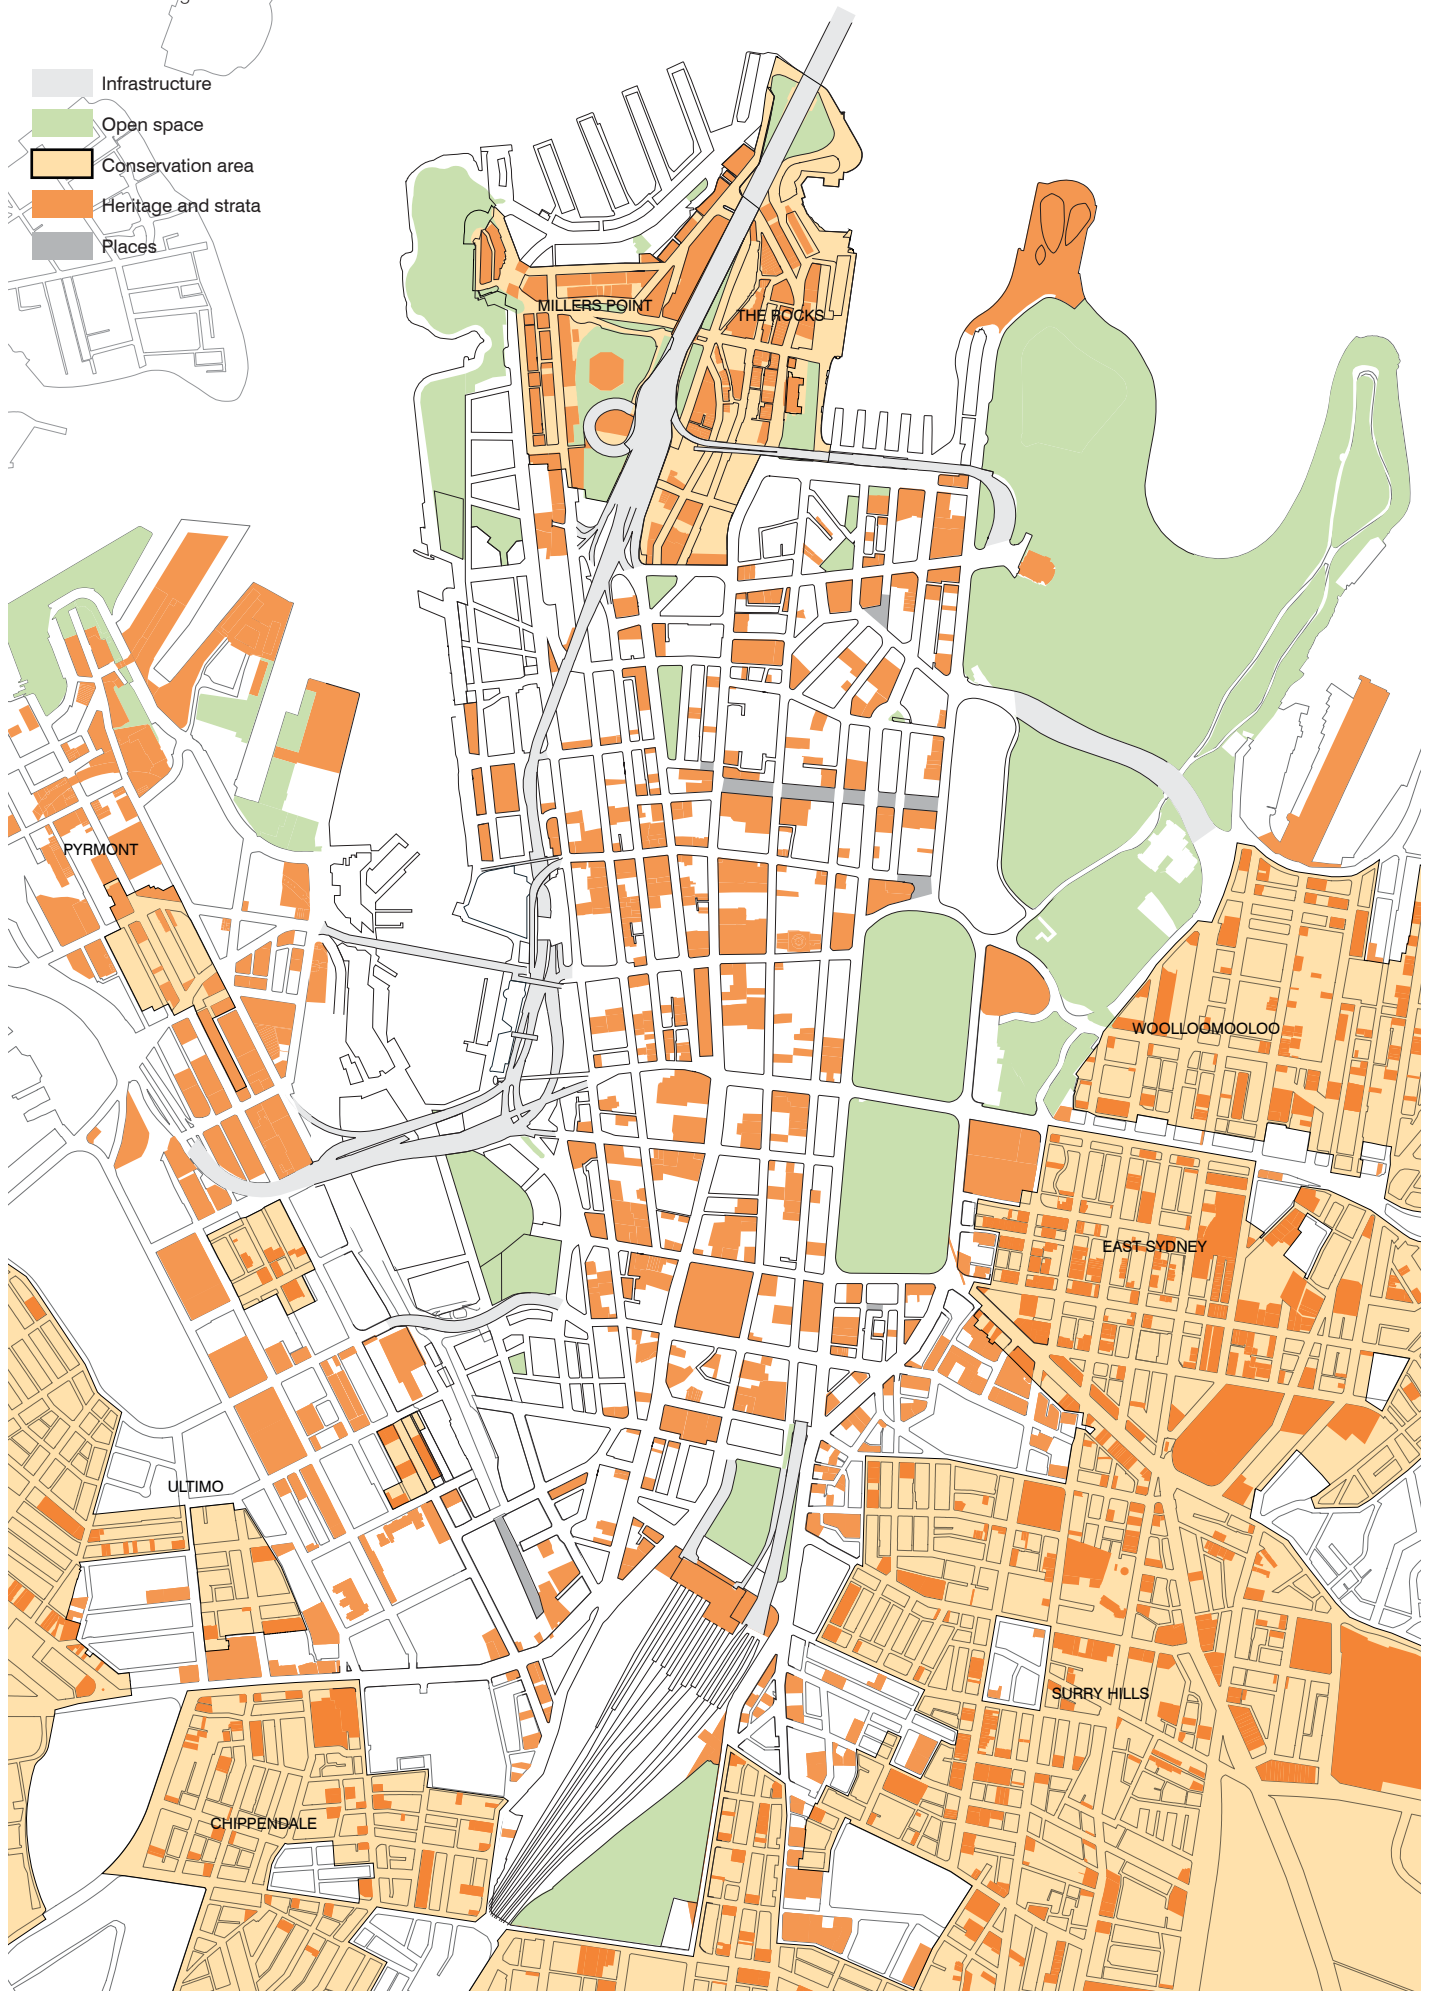 Infrastructure
Open space
Conservation area
Heritage and strata
Places
MILLERS POINT
THE ROCKS
PYRMONT
WOOLLOOMOOLOO
EAST SYDNEY
ULTIMO
SURRY HILLS
CHIPPENDALE